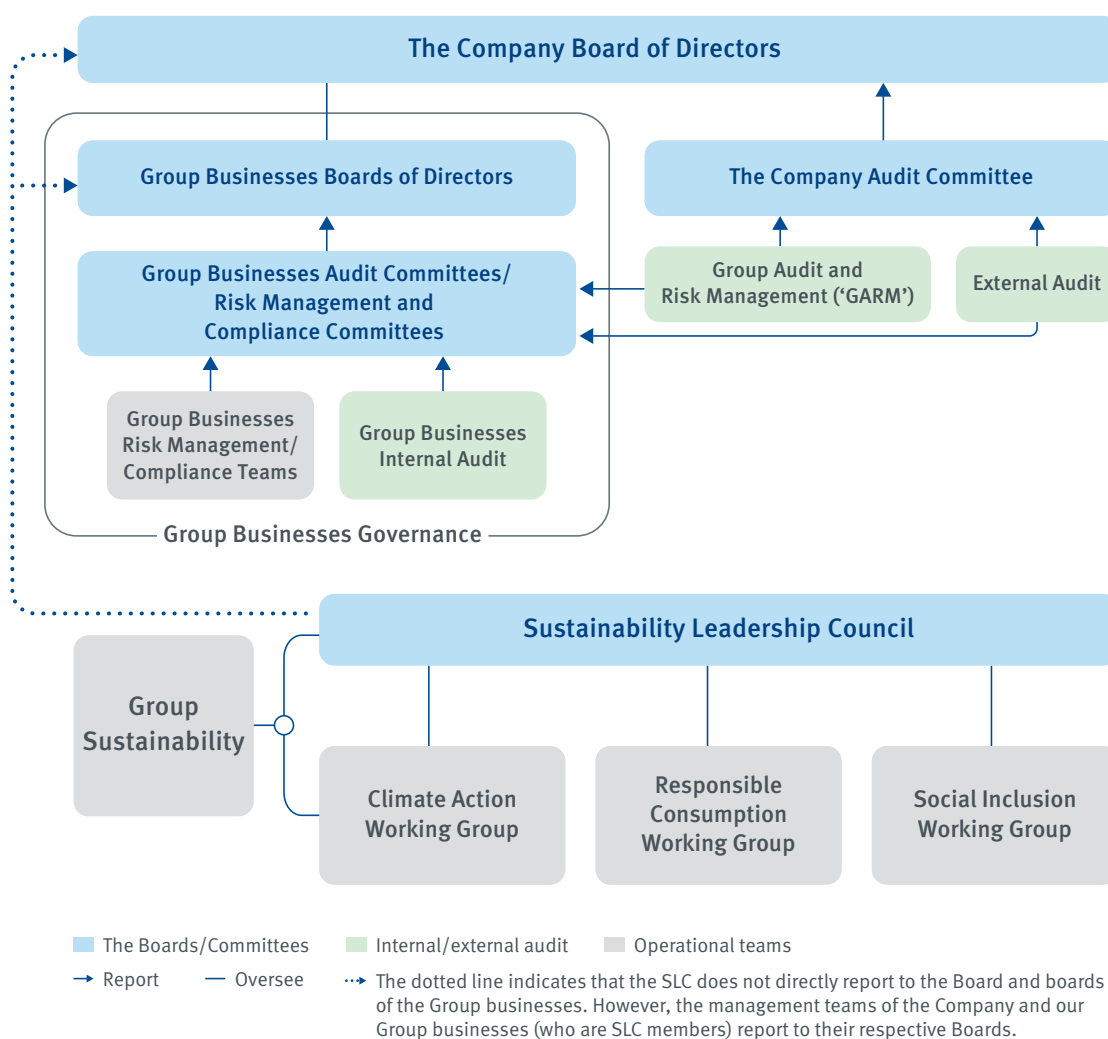 The Company Board of Directors
Group Businesses Boards of Directors
The Company Audit Committee
Group Businesses Audit Committees/
Risk Management and
Compliance Committees
Group Audit and
Risk Management (‘GARM’)
External Audit
Group Businesses
Risk Management/
Compliance Teams
Group Businesses
Internal Audit
Group Businesses Governance
Sustainability Leadership Council
Group
Sustainability
Climate Action
Working Group
Responsible
Consumption
Working Group
Social Inclusion
Working Group
The Boards/Committees
Internal/external audit
Operational teams
Report
Oversee
The dotted line indicates that the SLC does not directly report to the Board and boards
of the Group businesses. However, the management teams of the Company and our
Group businesses (who are SLC members) report to their respective Boards.